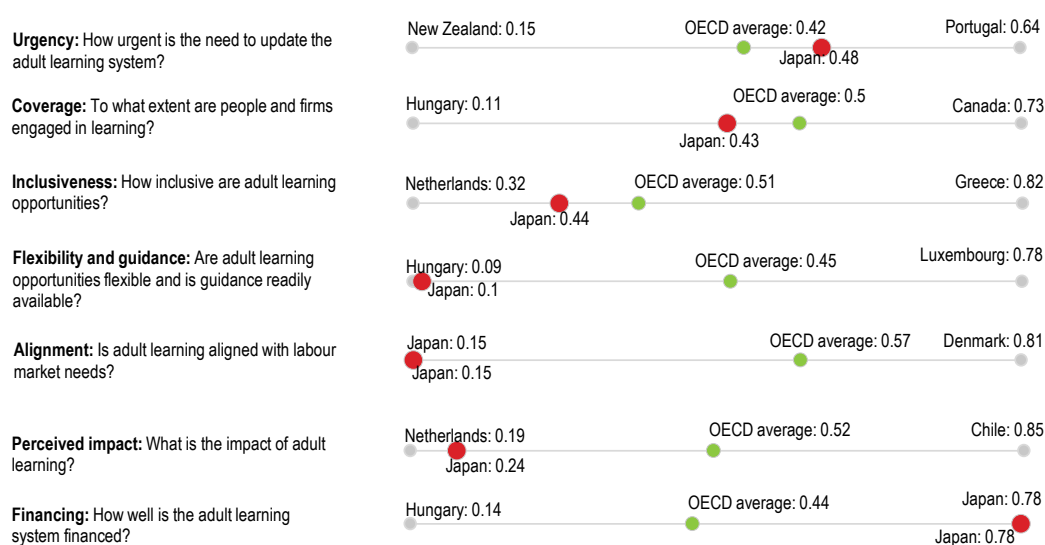 Urgency: How urgent is the need to update the
adult learning system?
New Zealand: 0.15
OECD average: 0.42
Portugal: 0.64
Japan: 0.48
Coverage: To what extent are people and firms
engaged in learning?
Hungary: 0.11
OECD average: 0.5
Canada: 0.73
Japan: 0.43
Inclusiveness: How inclusive are adult learning
opportunities?
Netherlands: 0.32
OECD average: 0.51
Greece: 0.82
Japan: 0.44
Flexibility and guidance: Are adult learning
opportunities flexible and is guidance readily
available?
Hungary: 0.09
OECD average: 0.45
Luxembourg: 0.78
Japan: 0.1
Alignment: Is adult learning aligned with labour
market needs?
Japan: 0.15
OECD average: 0.57
Denmark: 0.81
Japan: 0.15
Perceived impact: What is the impact of adult
learning?
Netherlands: 0.19
OECD average: 0.52
Chile: 0.85
Japan: 0.24
Financing: How well is the adult learning
system financed?
Hungary: 0.14
OECD average: 0.44
Japan: 0.78
Japan: 0.78